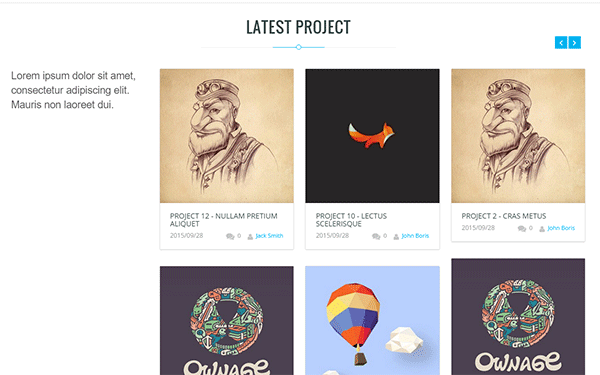 LATEST PROJECT
Lorem ipsum dolor sit amet,
consectetur adipiscing elit.
Mauris non laoreet dui.
PROJECT 12 - NULLAM PRETIUM
ALIQUET
2015/09/28 0 Jack Smith
PROJECT 10 - LECTUS
SCELERISQUE
2015/09/28 0 John Boris
PROJECT 2 - CRAS METUS
2015/09/28 0 John Boris
OWNAGE
OWNAGE